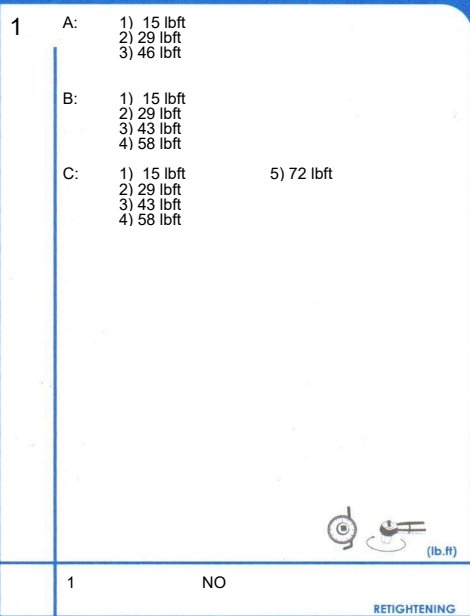 1 A: 1) 15 lbft
2) 29 lbft
3) 46 lbft
B: 1) 15 lbft
2) 29 lbft
3) 43 lbft
4) 58 lbft
C: 1) 15 lbft 5) 72 lbft
2) 29 lbft
3) 43 lbft
4) 58 lbft
(lb.ft)
1 NO
RETIGHTENING